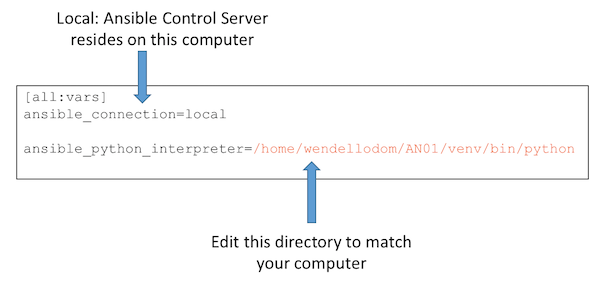 Local: Ansible Control Server
resides on this computer
[all:vars]
ansible_connection=local
ansible_python_interpreter=/home/wendellodom/AN01/venv/bin/python
Edit this directory to match
your computer